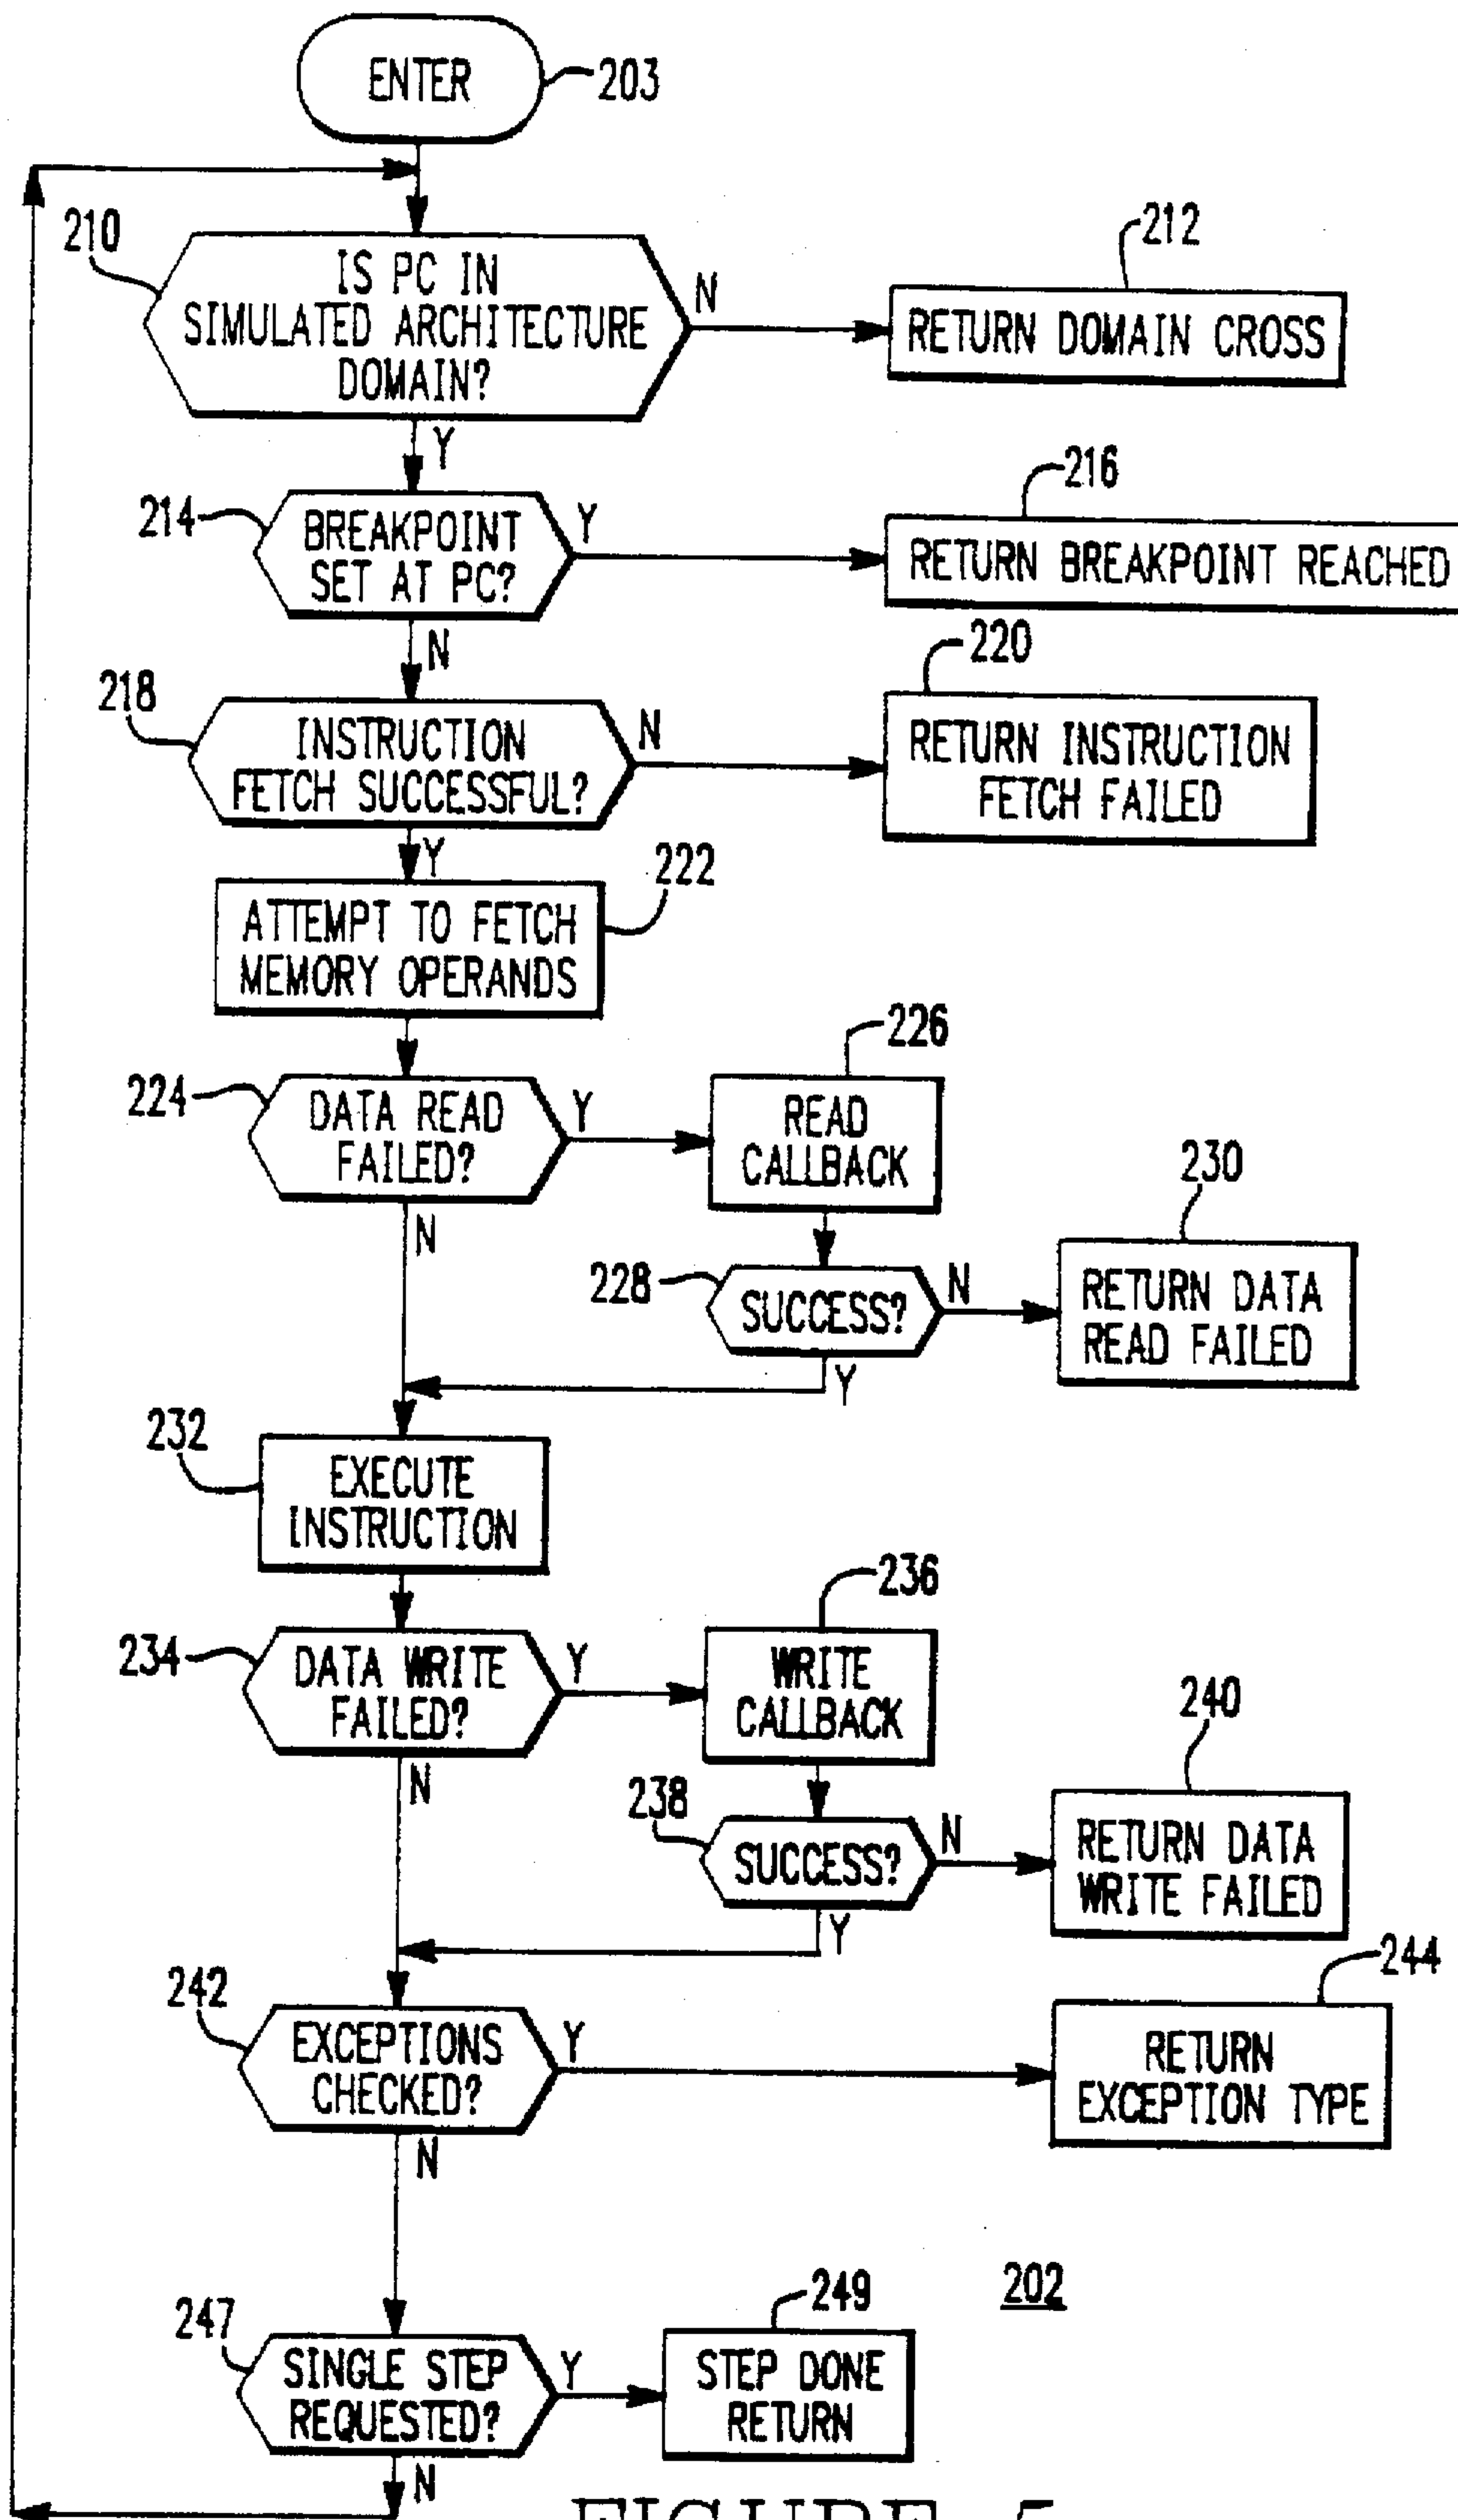 ENTER
203
210
IS PC IN
SIMULATED ARCHITECTURE
DOMAIN?
N
212
RETURN DOMAIN CROSS
Y
214
BREAKPOINT
SET AT PC?
Y
216
RETURN BREAKPOINT REACHED
N
218
INSTRUCTION
FETCH SUCCESSFUL?
N
220
RETURN INSTRUCTION
FETCH FAILED
Y
222
ATTEMPT TO FETCH
MEMORY OPERANDS
224
DATA READ
FAILED?
Y
226
READ
CALLBACK
N
228
SUCCESS?
N
230
RETURN DATA
READ FAILED
Y
232
EXECUTE
INSTRUCTION
234
DATA WRITE
FAILED?
Y
236
WRITE
CALLBACK
N
238
SUCCESS?
N
240
RETURN DATA
WRITE FAILED
Y
242
EXCEPTIONS
CHECKED?
Y
244
RETURN
EXCEPTION TYPE
N
202
247
SINGLE STEP
REQUESTED?
Y
249
STEP DONE
RETURN
N
FIGURE 5